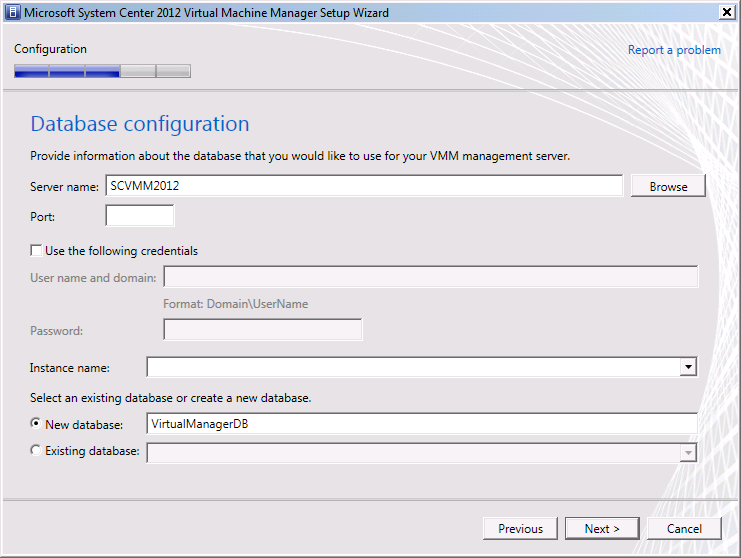 Microsoft System Center 2012 Virtual Machine Manager Setup Wizard
Configuration
Report a problem
Database configuration
Provide information about the database that you would like to use for your VMM management server.
Server name: SCVMM2012 Browse
Port:
Use the following credentials
User name and domain:
Format: Domain\UserName
Password:
Instance name:
Select an existing database or create a new database.
New database: VirtualManagerDB
Existing database:
Previous Next > Cancel